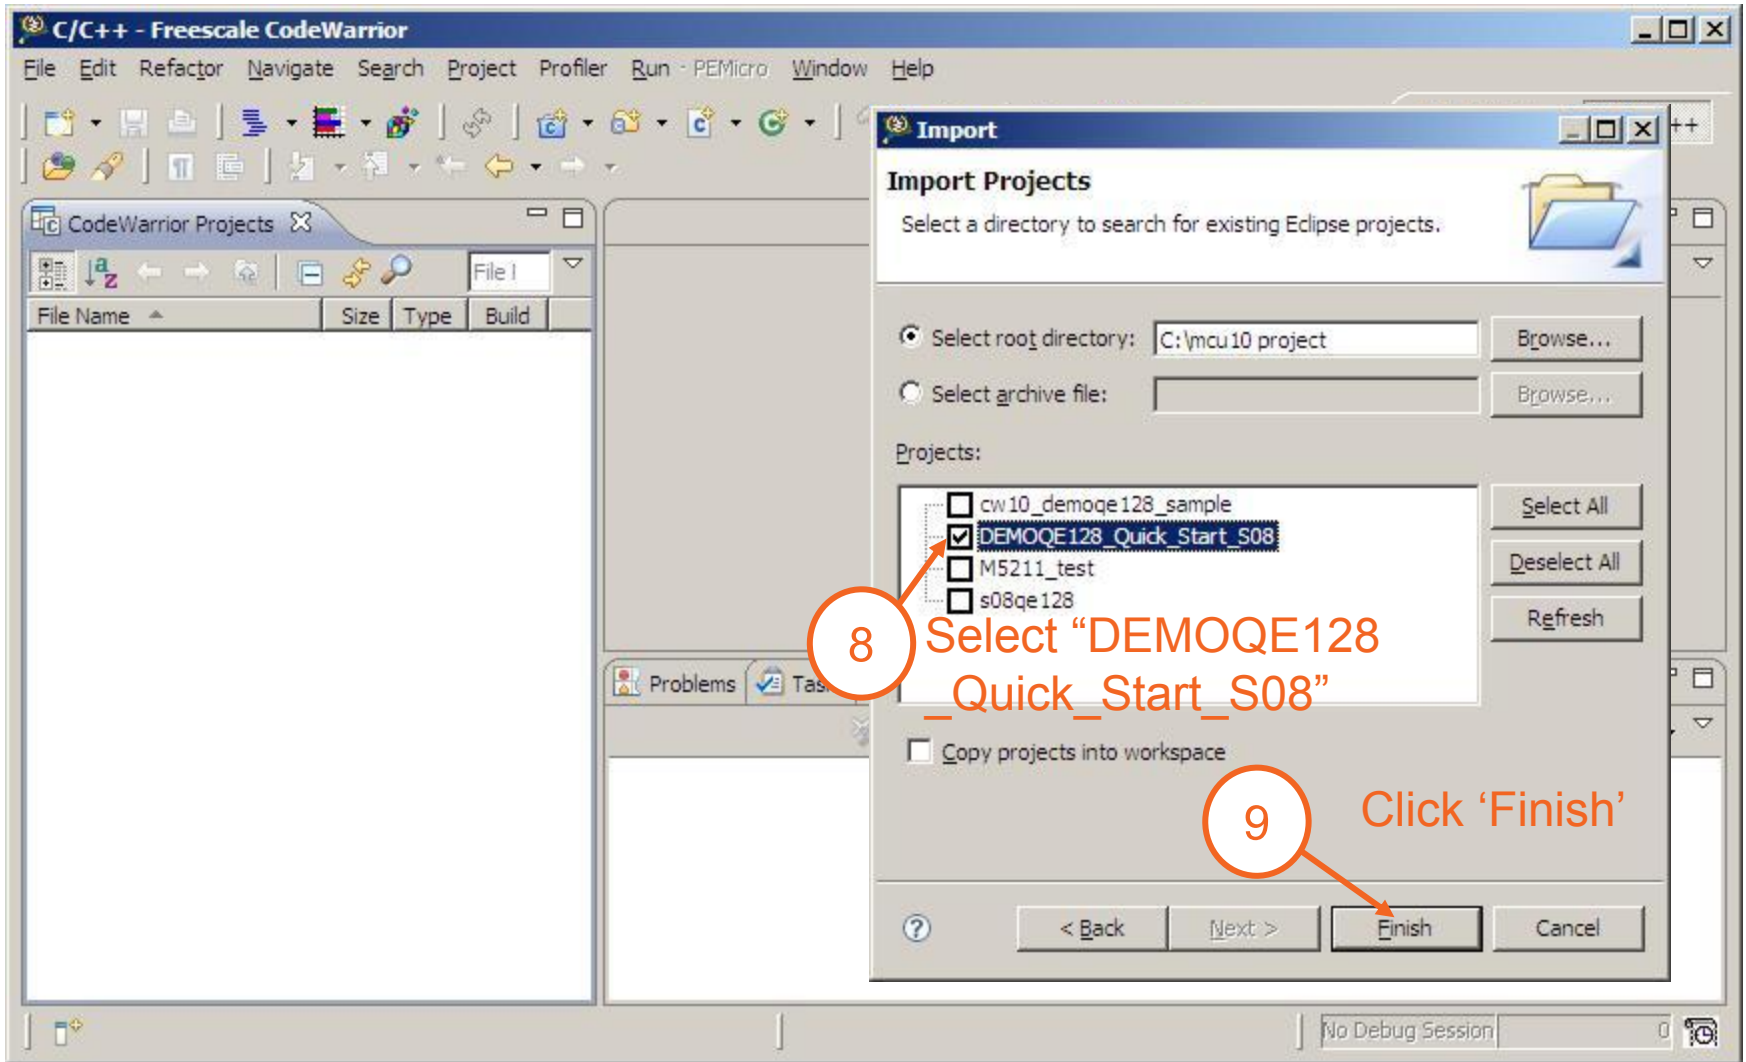 C/C++ - Freescale CodeWarrior
File Edit Refactor Navigate Search Project Profiler Run PEMicro Window Help
++
CodeWarrior Projects
File
File Name Size Type Build
Problems
Import
Import Projects
Select a directory to search for existing Eclipse projects.
Select root directory: C:\mcu10 project Browse...
Select archive file: Browse...
Projects:
cw10_demoqe128_sample
DEMOQE128_Quick_Start_S08
M5211_test
s08qe128
Select All
Deselect All
Refresh
8 Select “DEMOQE128
_Quick_Start_S08”
Copy projects into workspace
9 Click ‘Finish’
< Back Next > Finish Cancel
No Debug Session 0